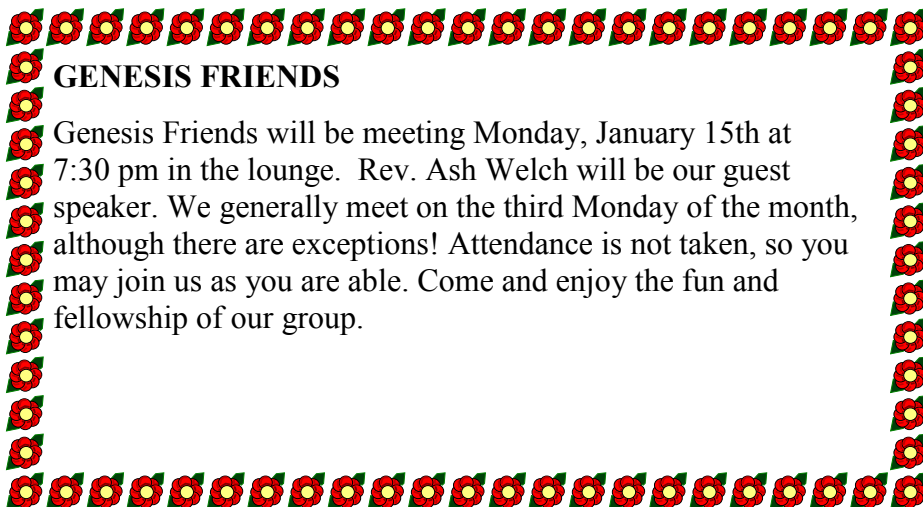 GENESIS FRIENDS
Genesis Friends will be meeting Monday, January 15th at
7:30 pm in the lounge.  Rev. Ash Welch will be our guest
speaker. We generally meet on the third Monday of the month,
although there are exceptions! Attendance is not taken, so you
may join us as you are able. Come and enjoy the fun and
fellowship of our group.